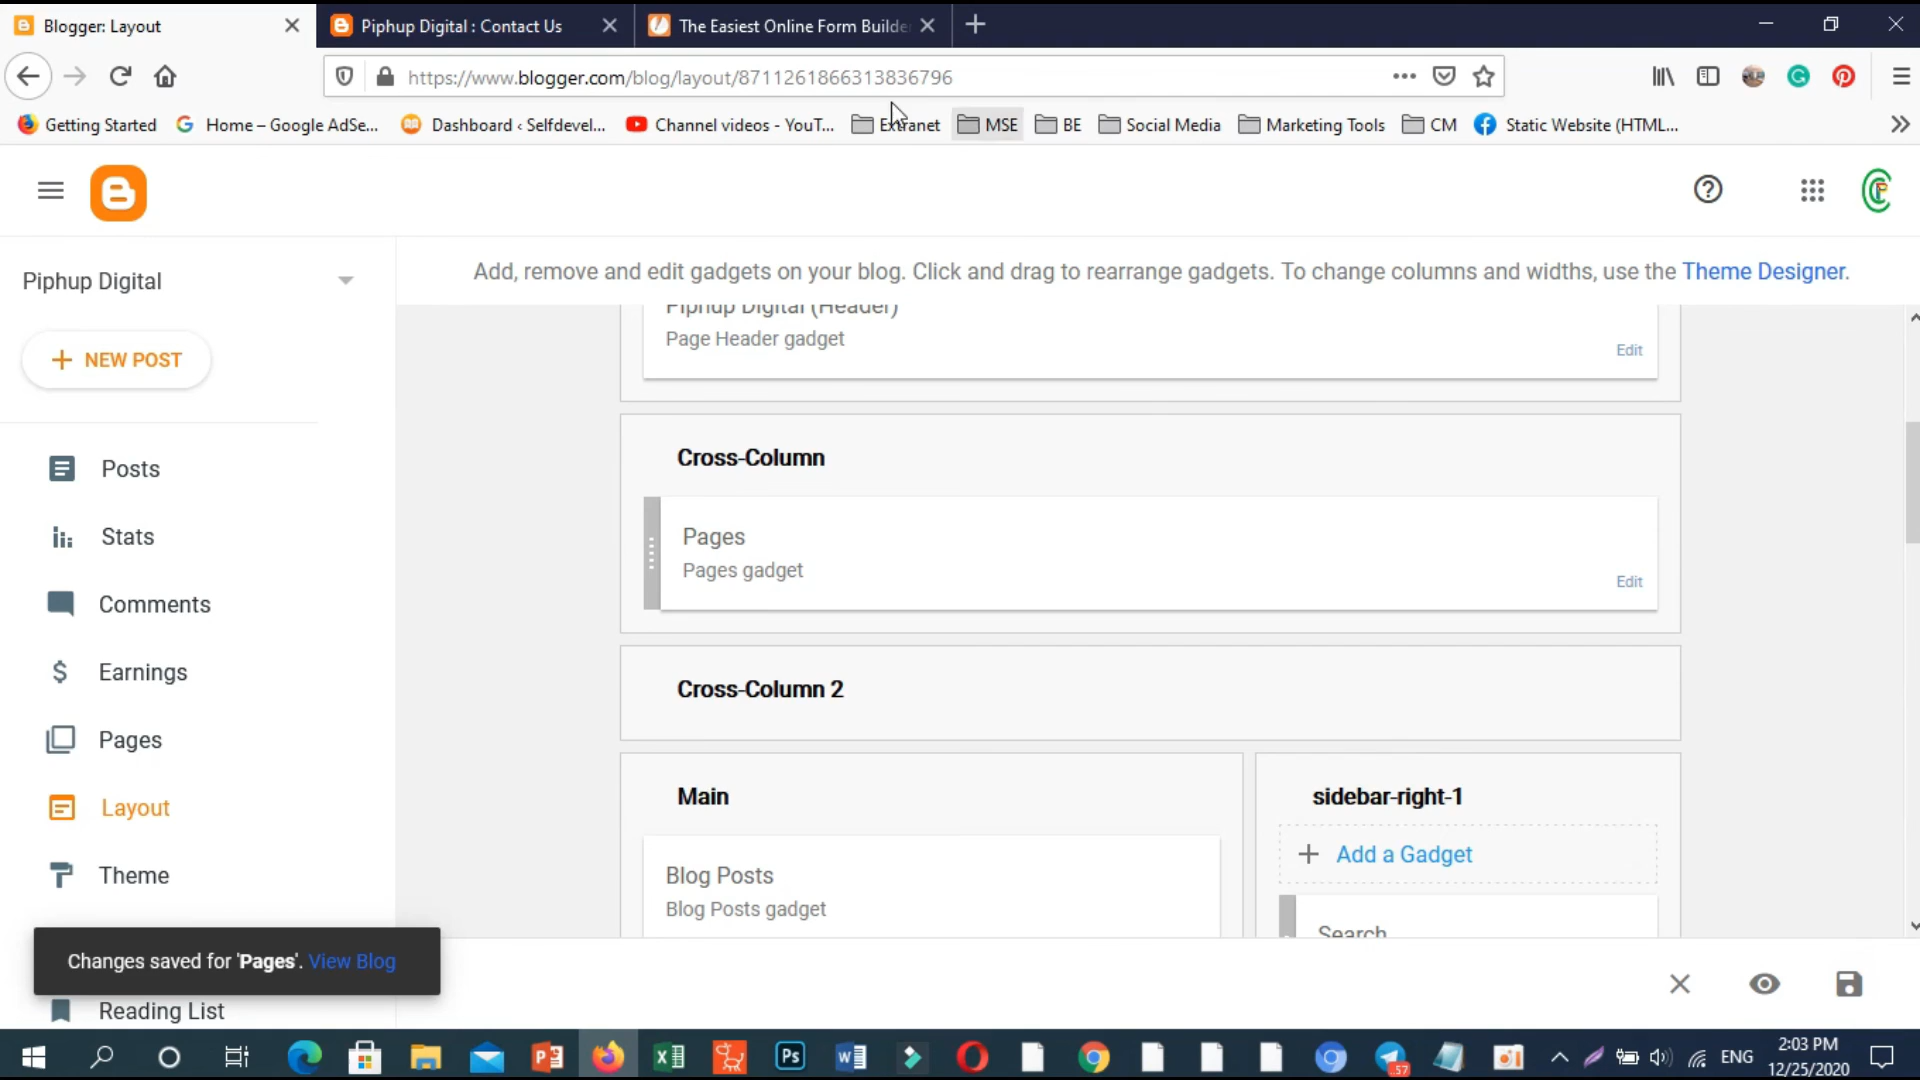 Blogger: Layout
Piphup Digital : Contact Us
The Easiest Online Form Builde
https://www.blogger.com/blog/layout/8711261866313836796
Getting Started
Home – Google AdSe...
Dashboard ‹ Selfdevel...
Channel videos - YouT...
Extranet
MSE
BE
Social Media
Marketing Tools
CM
Static Website (HTML...
Piphup Digital
Add, remove and edit gadgets on your blog. Click and drag to rearrange gadgets. To change columns and widths, use the Theme Designer.
NEW POST
Posts
Stats
Comments
Earnings
Pages
Layout
Theme
Reading List
Piphup Digital (Header)
Page Header gadget
Edit
Cross-Column
Pages
Pages gadget
Edit
Cross-Column 2
Main
Blog Posts
Blog Posts gadget
sidebar-right-1
Add a Gadget
Search
Changes saved for 'Pages'. View Blog
57
ENG
2:03 PM
12/25/2020